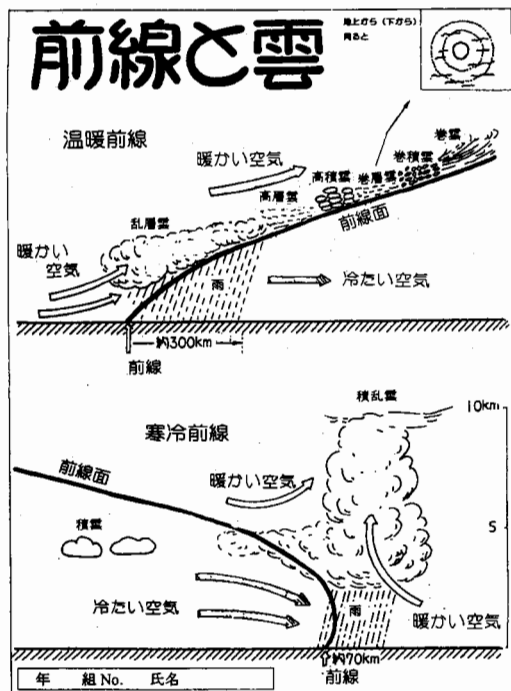 前線と雲
地上から（下から）
見ると
温暖前線
暖かい空気
巻雲
巻積雲
巻層雲
高積雲
高層雲
乱層雲
前線面
暖かい
空気
冷たい空気
雨
約300km
前線
積乱雲
10km
寒冷前線
前線面
暖かい空気
積雲
5
冷たい空気
雨
暖かい空気
約70km
前線
年 組No. 氏名